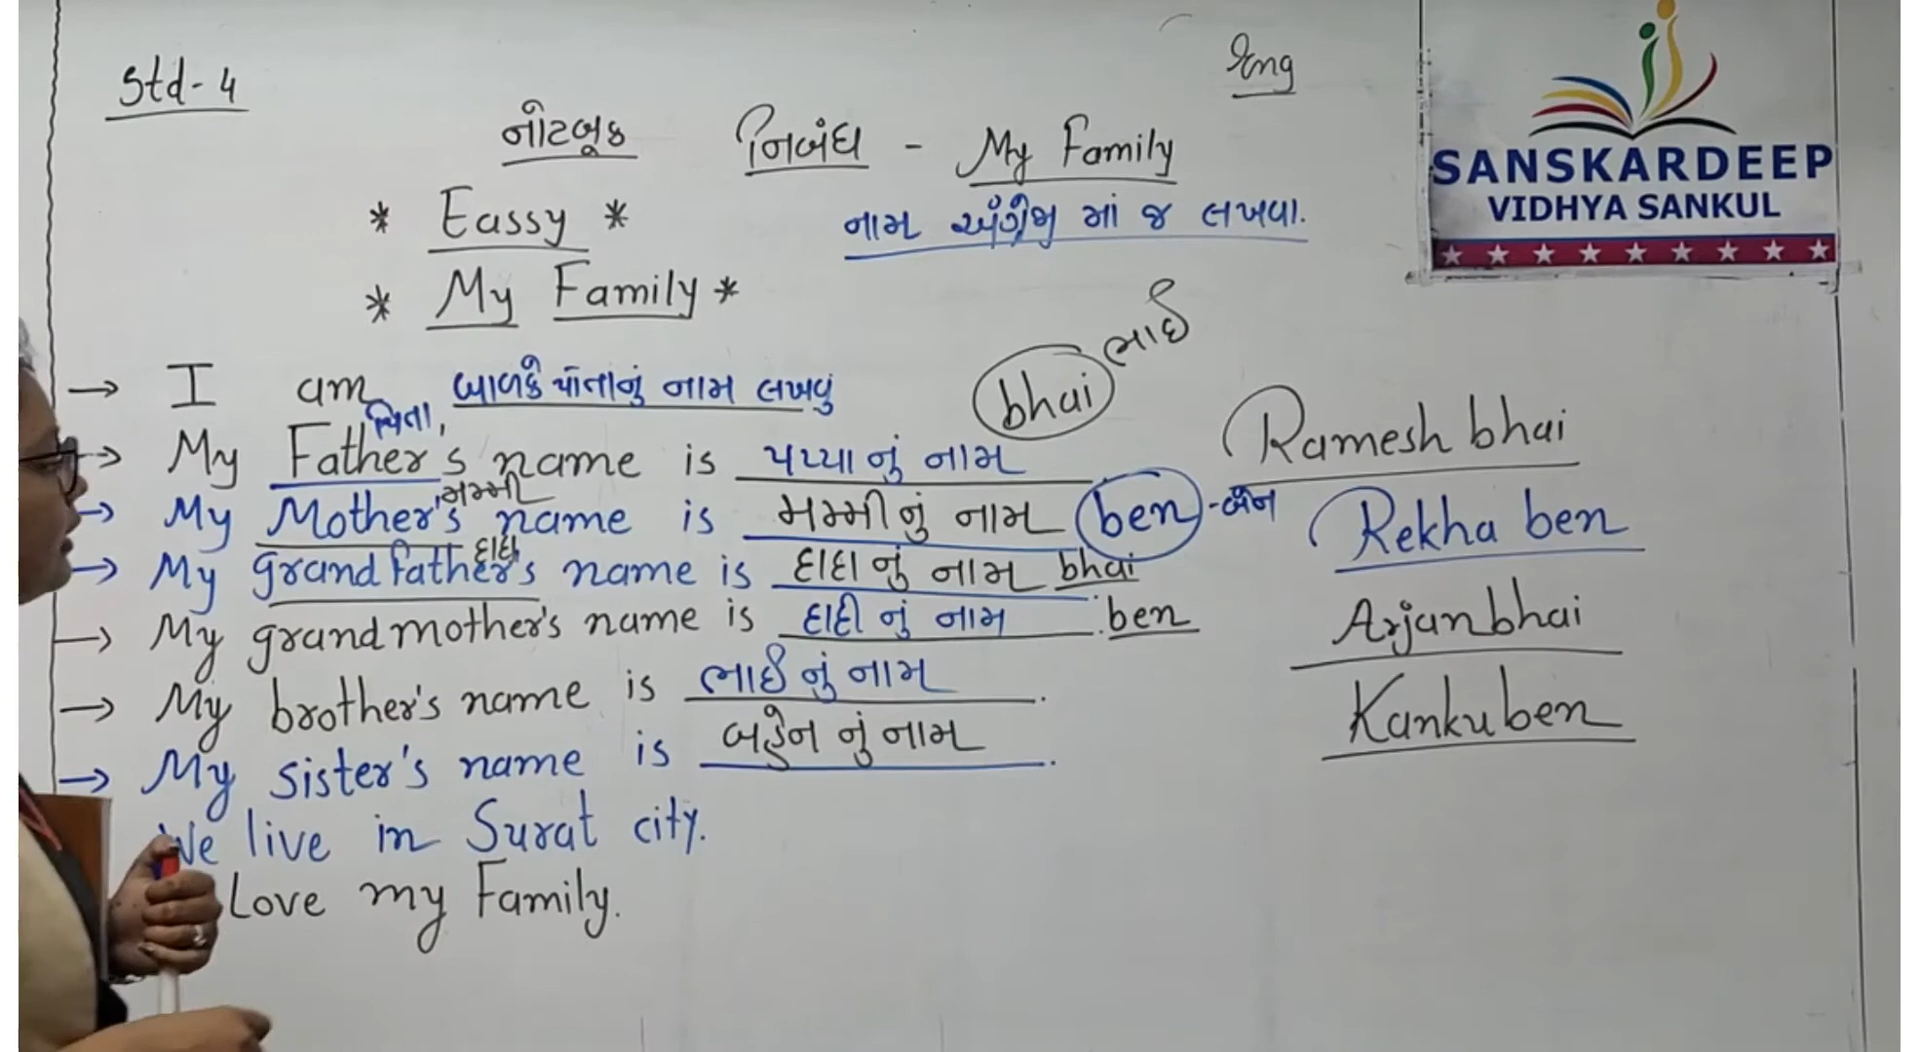 Std-4
Eng
નોટબૂક નિબંધ - My Family
* Eassy *
નામ અંગ્રેજી માં જ લખવા.
* My Family *
SANSKARDEEP
VIDHYA SANKUL
→ I am બાળકે પોતાનું નામ લખવું
bhai ભાઈ
પિતા,
→ My Father's name is પપ્પા નું નામ
Ramesh bhai
મમ્મી
→ My Mother's name is મમ્મી નું નામ ben - બેન
Rekha ben
દાદા
→ My grandfather's name is દાદા નું નામ bhai
→ My grandmother's name is દાદી નું નામ . ben
Arjanbhai
→ My brother's name is ભાઈ નું નામ .
Kankuben
→ My sister's name is બહેન નું નામ .
We live in Surat city.
Love my Family.